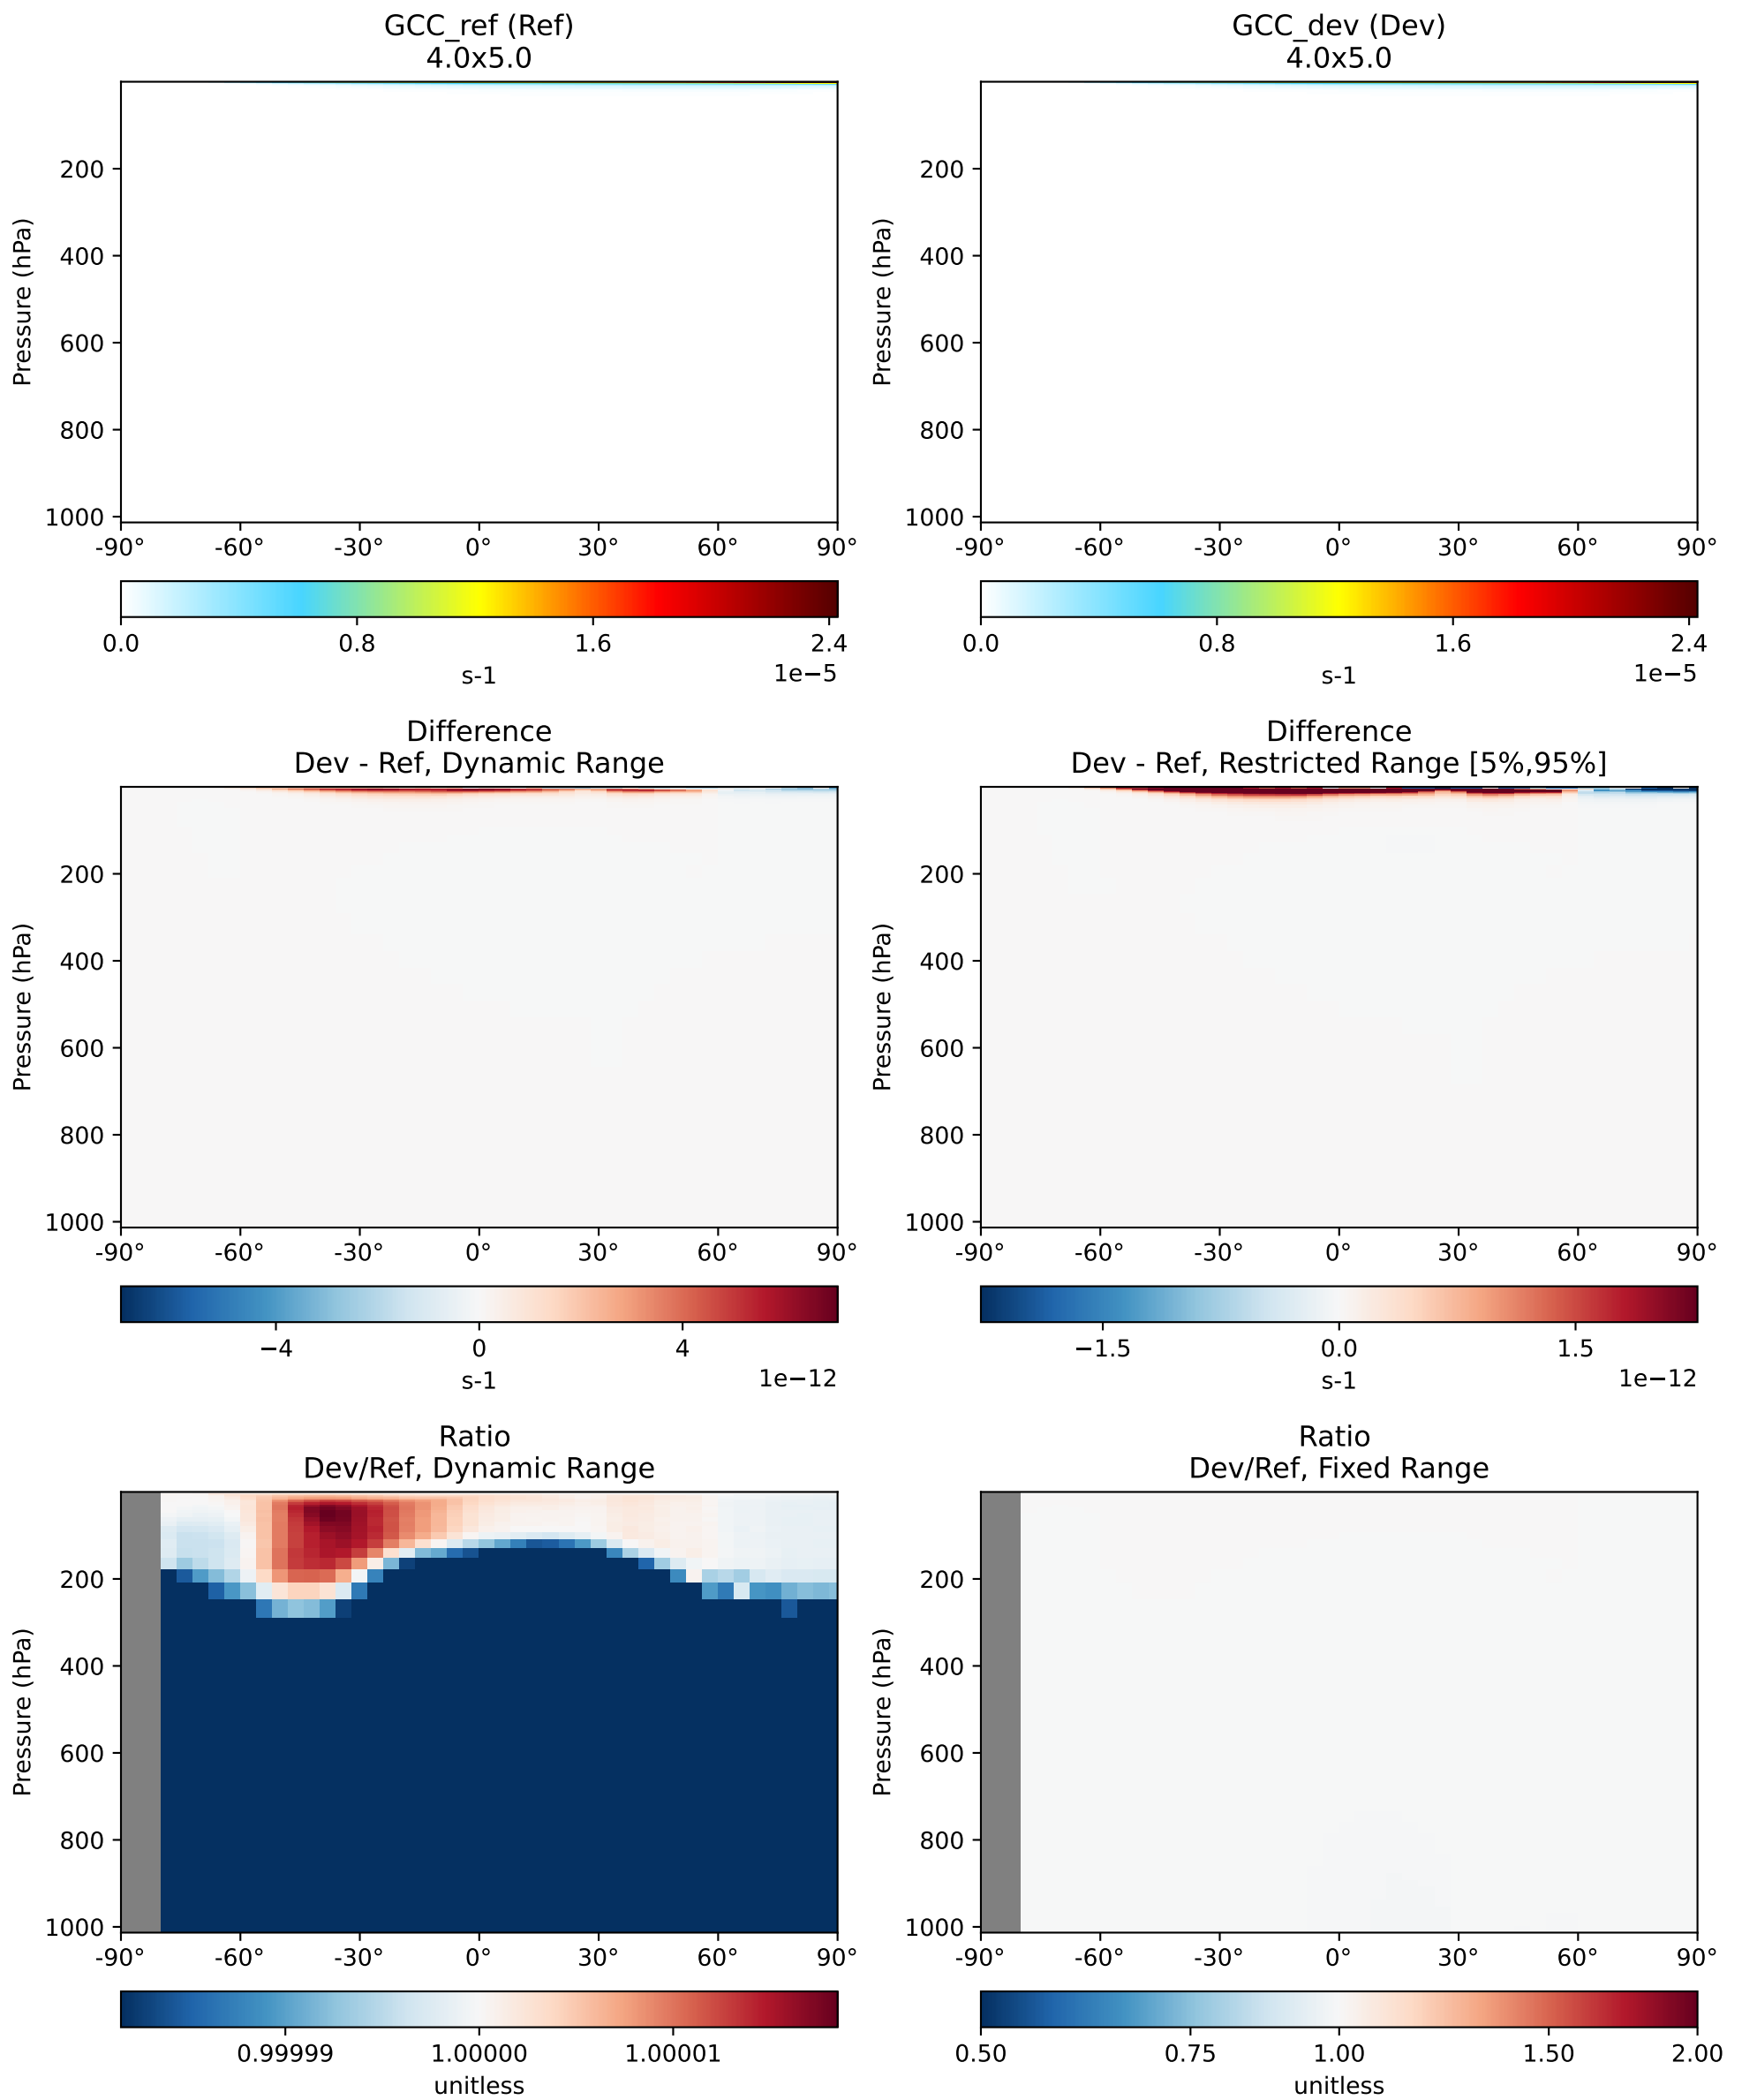 GCC_ref (Ref)
4.0x5.0
Pressure (hPa)
200
400
600
800
1000
-90° -60° -30° 0° 30° 60° 90°
0.0 0.8 1.6 2.4
s-1
1e−5
GCC_dev (Dev)
4.0x5.0
Pressure (hPa)
200
400
600
800
1000
-90° -60° -30° 0° 30° 60° 90°
0.0 0.8 1.6 2.4
s-1
1e−5
Difference
Dev - Ref, Dynamic Range
Pressure (hPa)
200
400
600
800
1000
-90° -60° -30° 0° 30° 60° 90°
−4 0 4
s-1
1e−12
Difference
Dev - Ref, Restricted Range [5%,95%]
Pressure (hPa)
200
400
600
800
1000
-90° -60° -30° 0° 30° 60° 90°
−1.5 0.0 1.5
s-1
1e−12
Ratio
Dev/Ref, Dynamic Range
Pressure (hPa)
200
400
600
800
1000
-90° -60° -30° 0° 30° 60° 90°
0.99999 1.00000 1.00001
unitless
Ratio
Dev/Ref, Fixed Range
Pressure (hPa)
200
400
600
800
1000
-90° -60° -30° 0° 30° 60° 90°
0.50 0.75 1.00 1.50 2.00
unitless